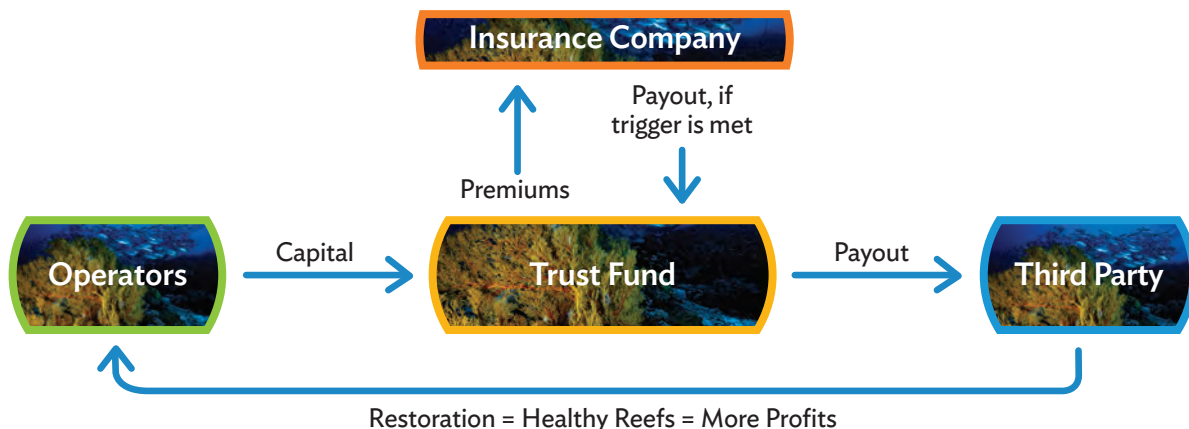 Insurance Company
Payout, if
trigger is met
Premiums
Operators
Capital
Trust Fund
Payout
Third Party
Restoration = Healthy Reefs = More Profits